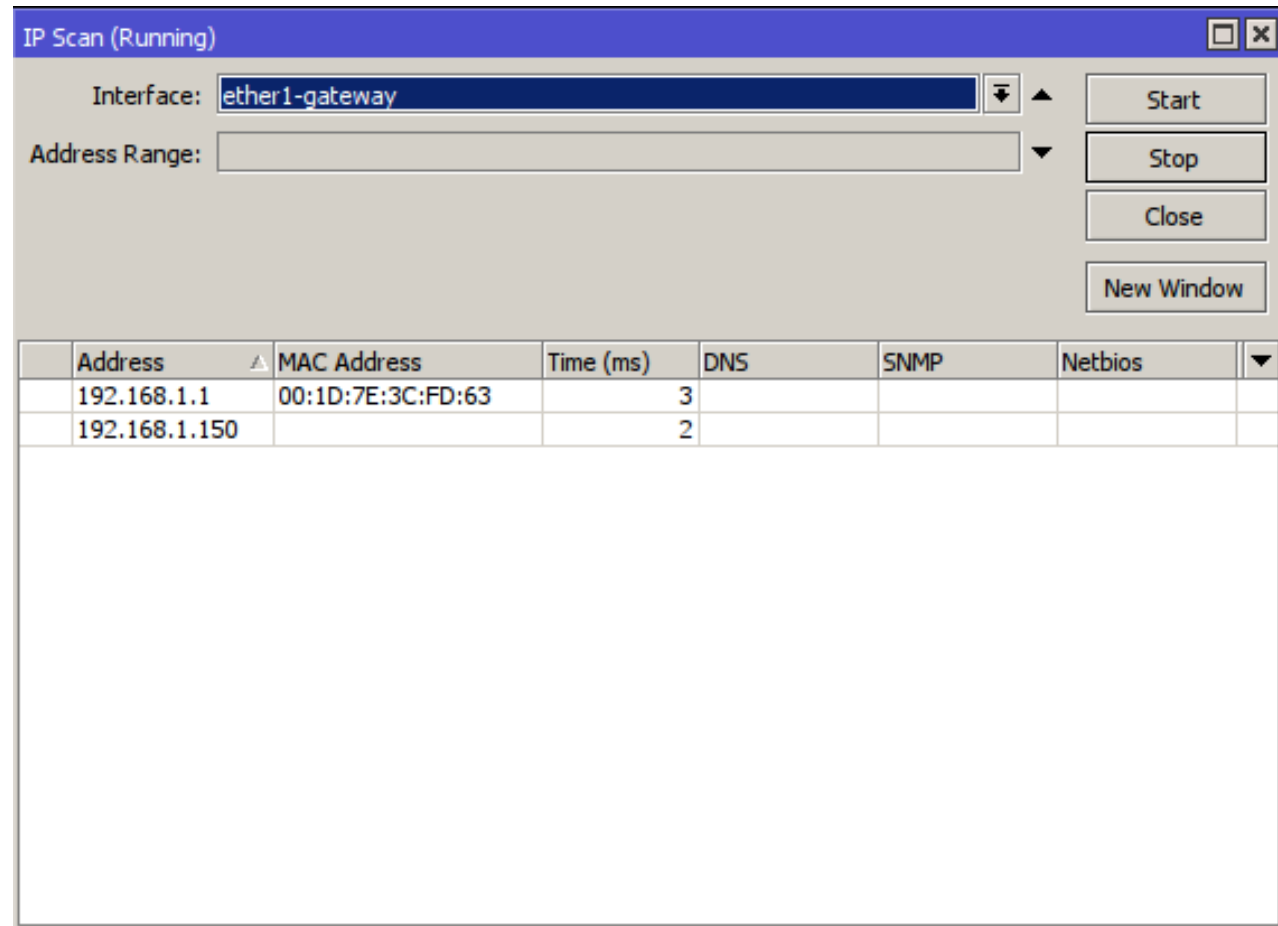 IP Scan (Running)
Interface: ether1-gateway
Start
Address Range:
Stop
Close
New Window
Address MAC Address Time (ms) DNS SNMP Netbios
192.168.1.1 00:1D:7E:3C:FD:63 3
192.168.1.150 2